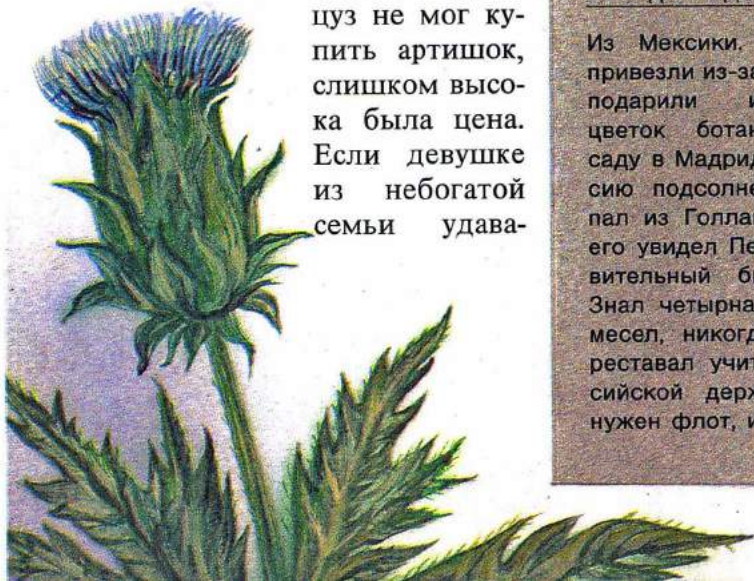 цуз не мог ку-
пить артишок,
слишком высо-
ка была цена.
Если девушке
из небогатой
семьи удава-
Из Мексики.
привезли из-за
подарили
цветок бота
саду в Мадрид
сию подсолне
пал из Голла
его увидел Пе
вительный б
Знал четырна
месел, никогд
реставал учит
сийской держ
нужен флот, и